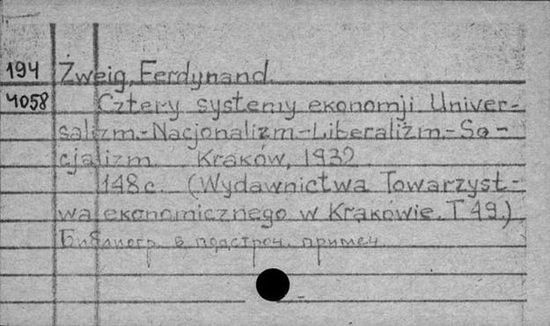 194 Żweig, Ferdynand.
4058 Cztery systemy ekonomji. Univer-
salizm.-Nacjonalizm.-Liberalizm.-So-
cjalizm. Kraków, 1932.
148 c. (Wydawnictwa Towarzyst-
wa ekonomicznego w Krakowie. T 49.)
Библиогр. в подстроч. примеч.